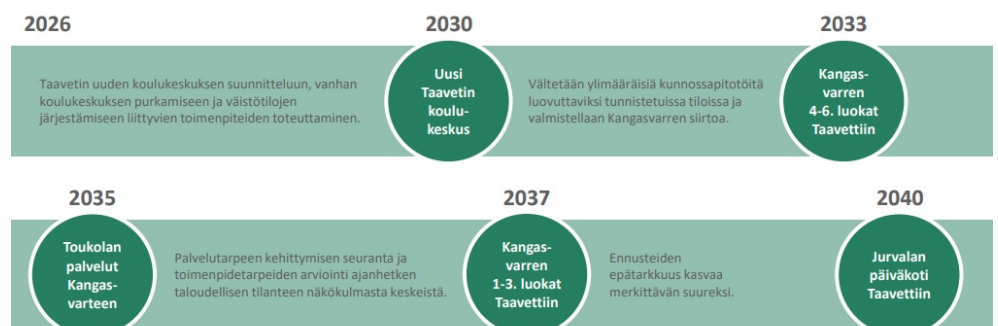 2026
2030
2033
Taavetin uuden koulukeskuksen suunnitteluun, vanhan
koulukeskuksen purkamiseen ja väistötilojen
järjestämiseen liittyvien toimenpiteiden toteuttaminen.
Uusi
Taavetin
koulu-
keskus
Vältetään ylimääräisiä kunnossapitotöitä
luovuttaviksi tunnistetuissa tiloissa ja
valmistellaan Kangasvarren siirtoa.
Kangas-
varren
4-6. luokat
Taavettiin
2035
2037
2040
Toukolan
palvelut
Kangas-
varteen
Palvelutarpeen kehittymisen seuranta ja
toimenpidetarpeiden arviointi ajanhetken
taloudellisen tilanteen näkökulmasta keskeistä.
Kangas-
varren
1-3. luokat
Taavettiin
Ennusteiden
epätarkkuus kasvaa
merkittävän suureksi.
Jurvalan
päiväkoti
Taavettiin